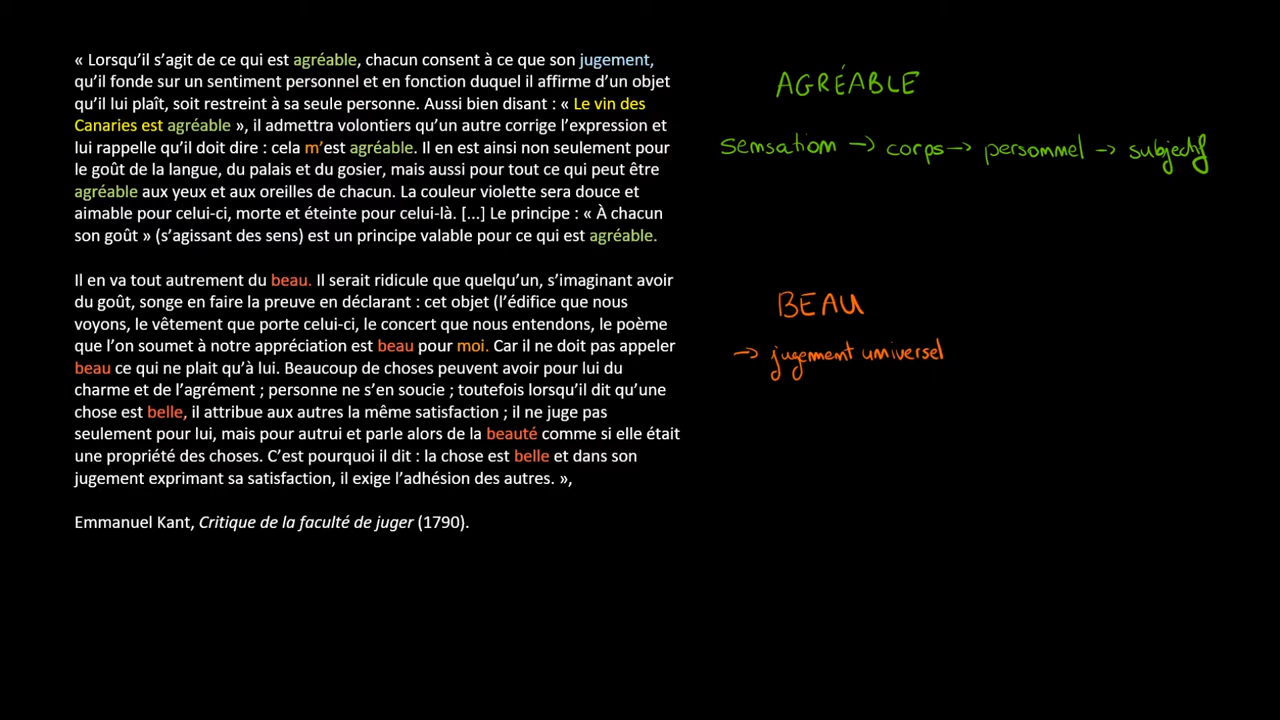 « Lorsqu'il s'agit de ce qui est agréable, chacun consent à ce que son jugement,
qu'il fonde sur un sentiment personnel et en fonction duquel il affirme d'un objet
qu'il lui plaît, soit restreint à sa seule personne. Aussi bien disant : « Le vin des
Canaries est agréable », il admettra volontiers qu'un autre corrige l'expression et
lui rappelle qu'il doit dire : cela m'est agréable. Il en est ainsi non seulement pour
le goût de la langue, du palais et du gosier, mais aussi pour tout ce qui peut être
agréable aux yeux et aux oreilles de chacun. La couleur violette sera douce et
aimable pour celui-ci, morte et éteinte pour celui-là. [...] Le principe : « À chacun
son goût » (s'agissant des sens) est un principe valable pour ce qui est agréable.
Il en va tout autrement du beau. Il serait ridicule que quelqu'un, s'imaginant avoir
du goût, songe en faire la preuve en déclarant : cet objet (l'édifice que nous
voyons, le vêtement que porte celui-ci, le concert que nous entendons, le poème
que l'on soumet à notre appréciation est beau pour moi. Car il ne doit pas appeler
beau ce qui ne plait qu'à lui. Beaucoup de choses peuvent avoir pour lui du
charme et de l'agrément ; personne ne s'en soucie ; toutefois lorsqu'il dit qu'une
chose est belle, il attribue aux autres la même satisfaction ; il ne juge pas
seulement pour lui, mais pour autrui et parle alors de la beauté comme si elle était
une propriété des choses. C'est pourquoi il dit : la chose est belle et dans son
jugement exprimant sa satisfaction, il exige l'adhésion des autres. »,
Emmanuel Kant, Critique de la faculté de juger (1790).
AGRÉABLE
sensation → corps → personnel → subjectif
BEAU
→ jugement universel